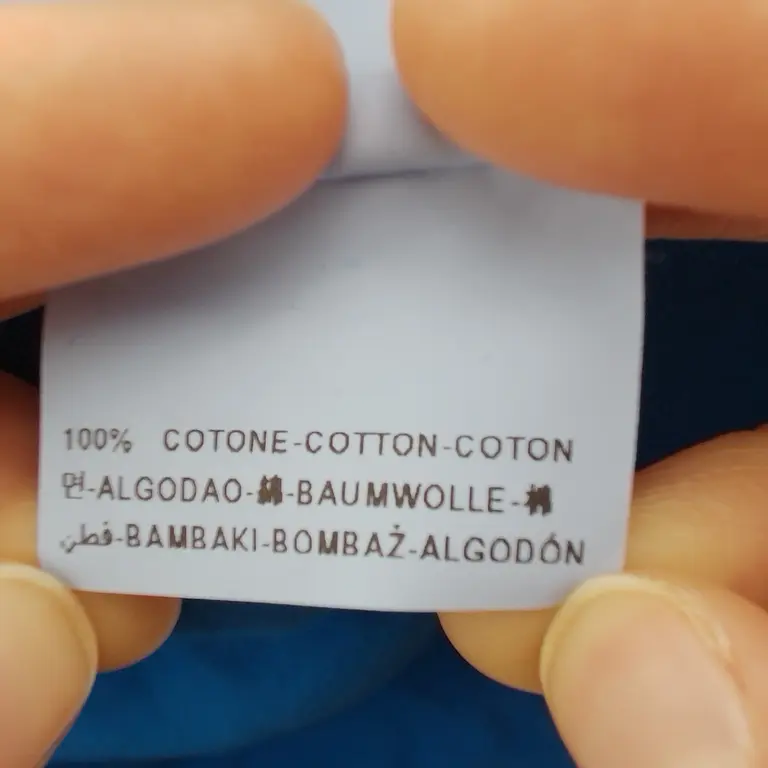 100% COTONE-COTTON-COTON
면-ALGODAO-綿-BAUMWOLLE-棉
قطن-BAMBAKI-BOMBAŻ-ALGODÓN